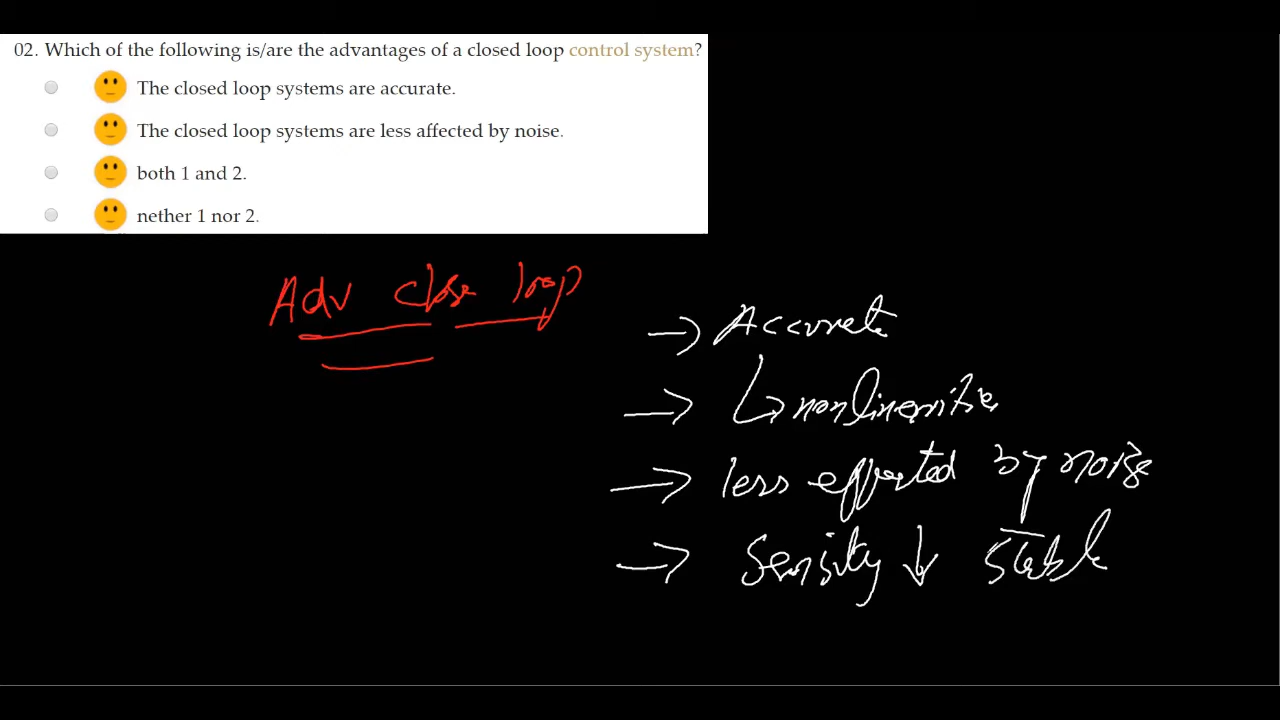 02. Which of the following is/are the advantages of a closed loop control system?
The closed loop systems are accurate.
The closed loop systems are less affected by noise.
both 1 and 2.
nether 1 nor 2.
Adv close loop
→ Accurate
→ ↳ nonlinearitie
→ less effected by noise
→ Sensity ↓ stable